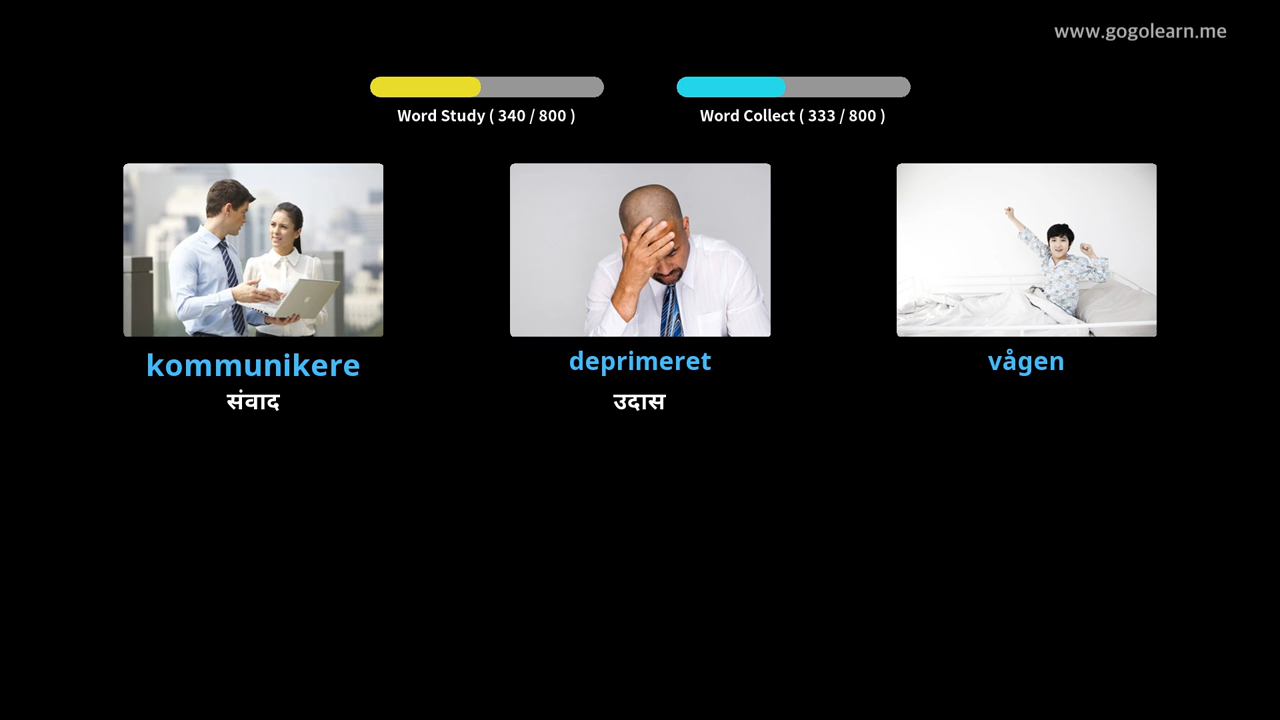 www.gogolearn.me
Word Study ( 340 / 800 )
Word Collect ( 333 / 800 )
kommunikere
deprimeret
vågen
संवाद
उदास